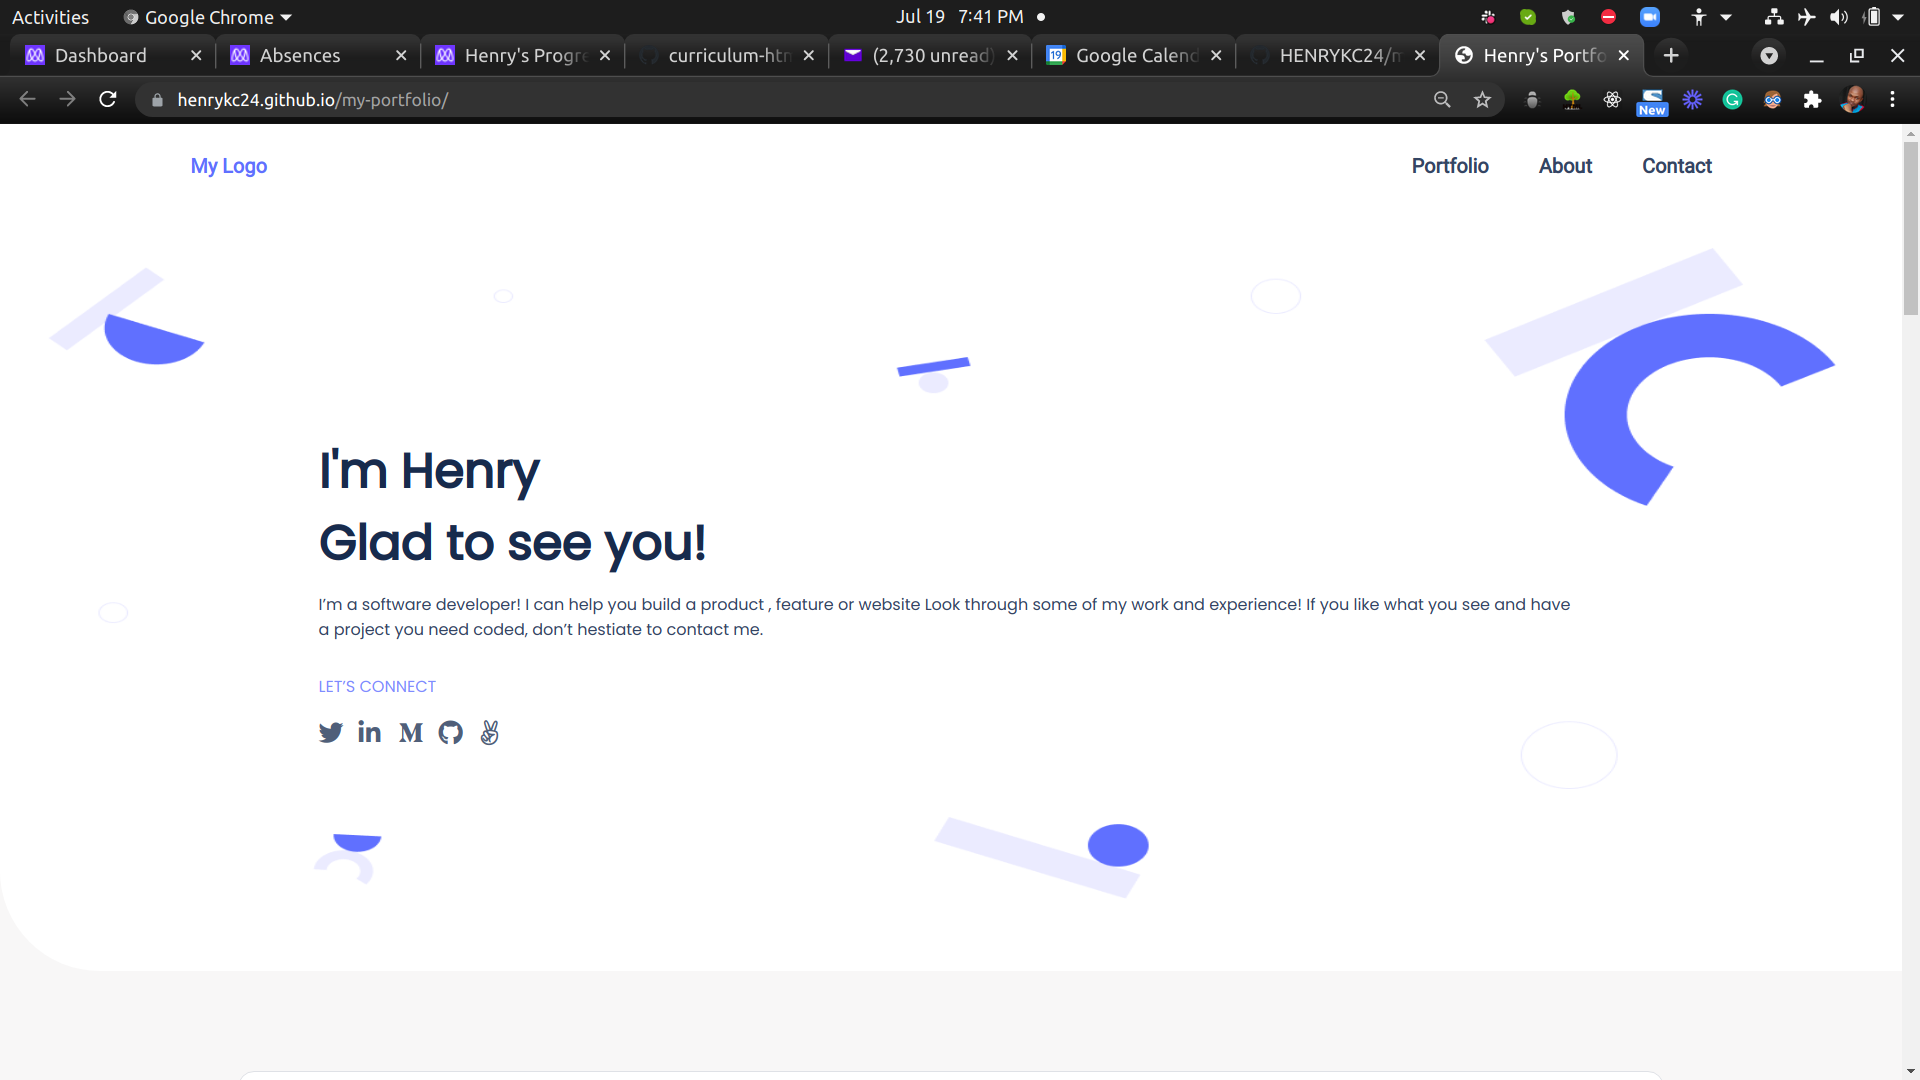 Activities
Google Chrome
Jul 19 7:41 PM
Dashboard
Absences
Henry's Progre
curriculum-htn
(2,730 unread)
Google Calend
HENRYKC24/m
Henry's Portfo
henrykc24.github.io/my-portfolio/
New
My Logo
Portfolio
About
Contact
I'm Henry
Glad to see you!
I’m a software developer! I can help you build a product , feature or website Look through some of my work and experience! If you like what you see and have
a project you need coded, don’t hestiate to contact me.
LET’S CONNECT